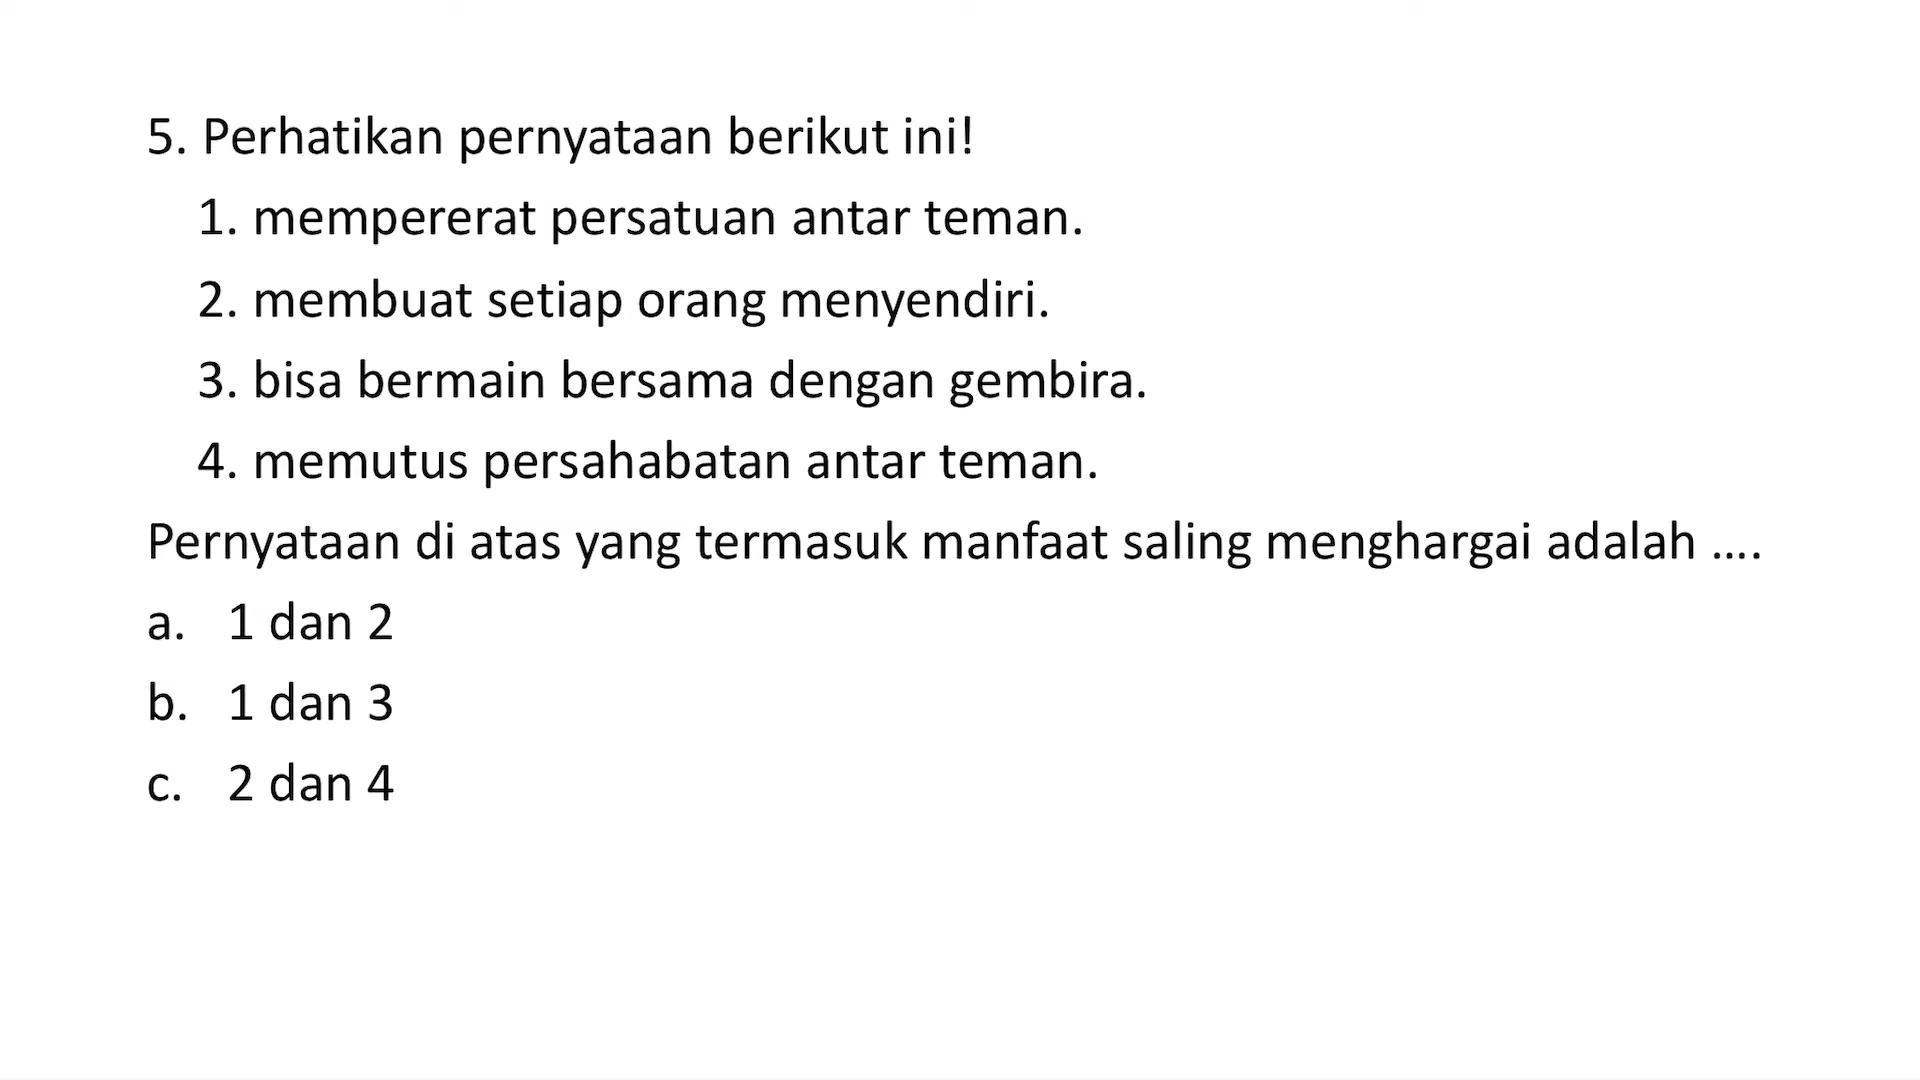 5. Perhatikan pernyataan berikut ini!
1. mempererat persatuan antar teman.
2. membuat setiap orang menyendiri.
3. bisa bermain bersama dengan gembira.
4. memutus persahabatan antar teman.
Pernyataan di atas yang termasuk manfaat saling menghargai adalah ....
a. 1 dan 2
b. 1 dan 3
c. 2 dan 4